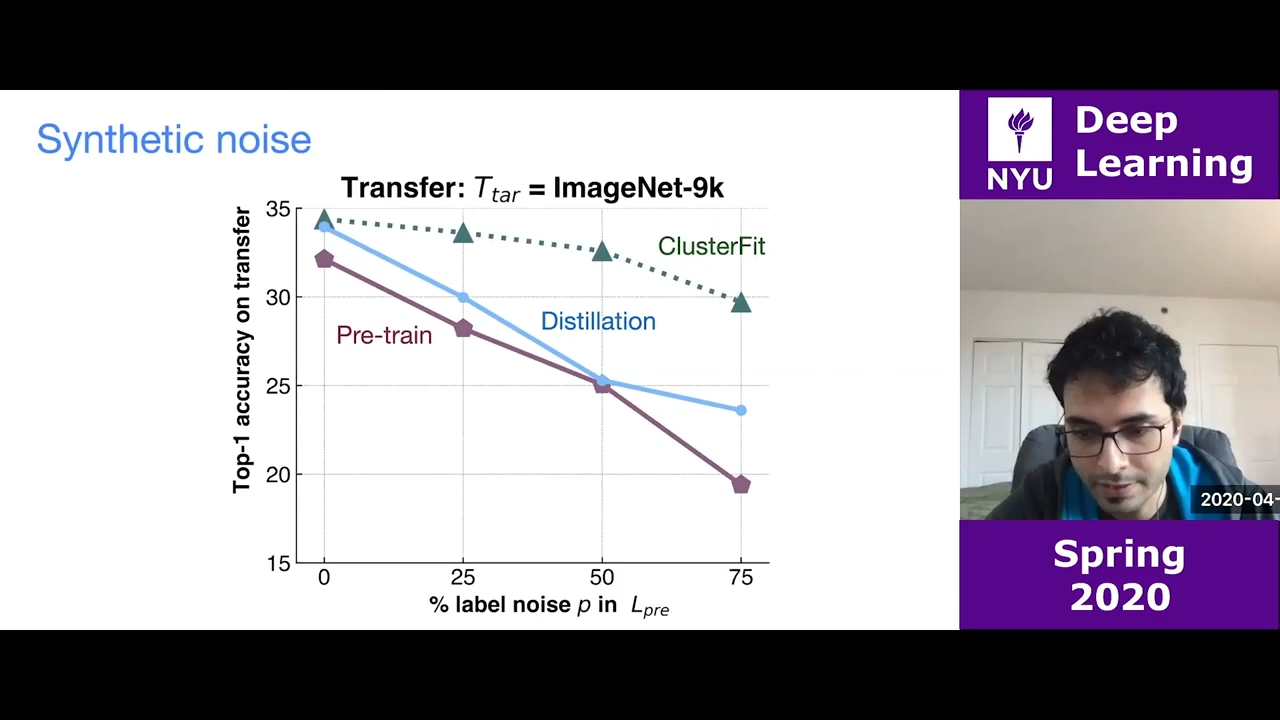 Synthetic noise
Transfer: T_tar = ImageNet-9k
Top-1 accuracy on transfer
35
30
25
20
15
ClusterFit
Distillation
Pre-train
0 25 50 75
% label noise p in L_pre
NYU
Deep
Learning
2020-04-
Spring
2020